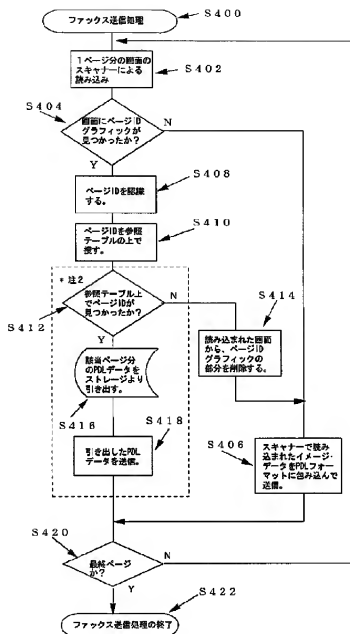 ファックス送信処理
S400
1ページ分の画面の
スキャナーによる
読み込み
S402
S404
画面にページID
グラフィックが
見つかったか?
N
Y
ページIDを認識
する。
S408
ページIDを参照
テーブルの上で
捜す。
S410
*注2
参照テーブル上
でページIDが
見つかったか?
N
S412
Y
S414
読み込まれた画面
から、ページID
グラフィックの
部分を削除する。
該当ページ分
のPDLデータを
ストレージより
引き出す。
S416
S418
引き出したPDL
データを送信。
S406
スキャナーで読み
込まれたイメージ・
データをPDLフォー
マットに包み込んで
送信。
S420
最終ページ
か?
N
Y
S422
ファックス送信処理の終了